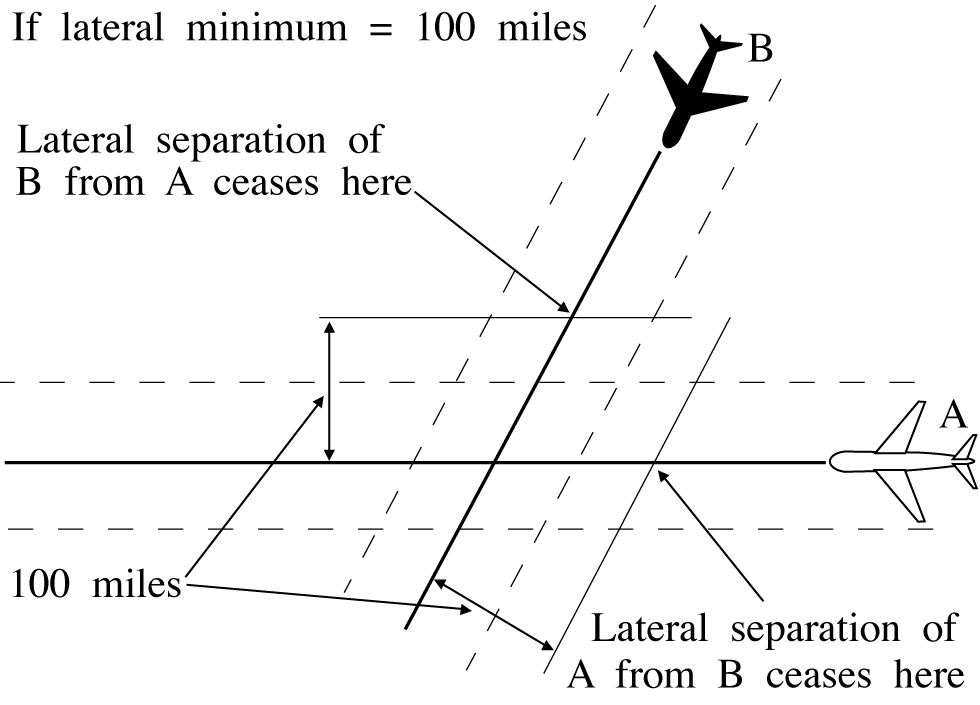 If lateral minimum = 100 miles
B
Lateral separation of
B from A ceases here
A
100 miles
Lateral separation of
A from B ceases here